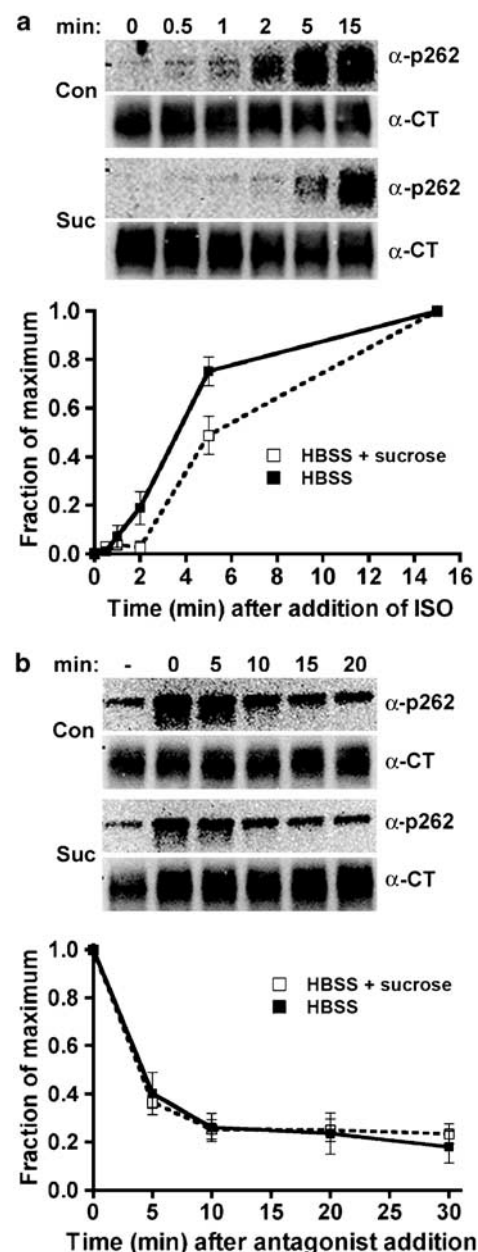 a
min: 0 0.5 1 2 5 15
Con
α-p262
α-CT
Suc
α-p262
α-CT
Fraction of maximum
1.0
0.8
0.6
0.4
0.2
0.0
HBSS + sucrose
HBSS
0 2 4 6 8 10 12 14 16
Time (min) after addition of ISO
b
min: - 0 5 10 15 20
Con
α-p262
α-CT
Suc
α-p262
α-CT
Fraction of maximum
1.0
0.8
0.6
0.4
0.2
0.0
HBSS + sucrose
HBSS
0 5 10 15 20 25 30
Time (min) after antagonist addition